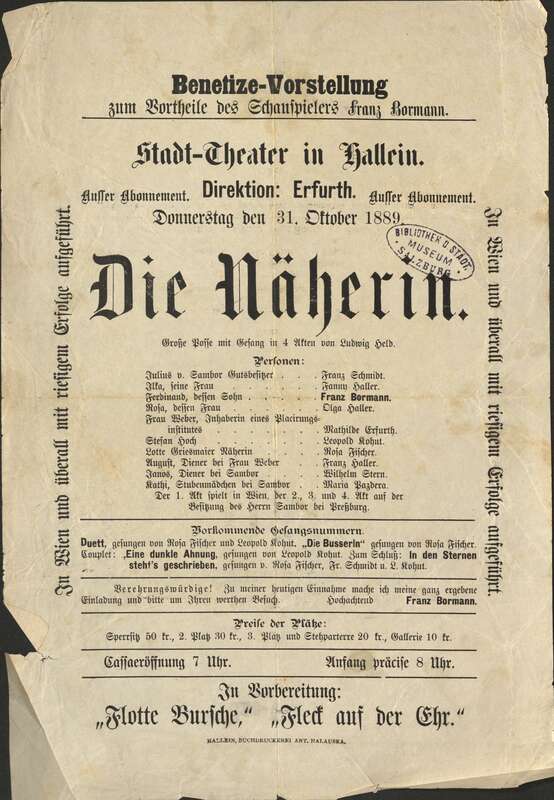 Benefize-Vorstellung
zum Vortheile des Schauspielers Franz Bormann.
Stadt-Theater in Hallein.
Ausser Abonnement. Direktion: Erfurth. Ausser Abonnement.
Donnerstag den 31. Oktober 1889.
BIBLIOTHEK D STÄDT. MUSEUM SALZBURG
In Wien und überall mit riesigem Erfolge aufgeführt.
Die Näherin.
In Wien und überall mit riesigem Erfolge aufgeführt.
Große Posse mit Gesang in 4 Akten von Ludwig Held.
Personen:
Julius v. Sambor Gutsbesitzer . . Franz Schmidt.
Ilka, seine Frau . . . . . Fanny Haller.
Ferdinand, dessen Sohn . . . . Franz Bormann.
Rosa, dessen Frau . . . . . Olga Haller.
Frau Weber, Inhaberin eines Placirungs-
institutes . . . . . . Mathilde Erfurth.
Stefan Hoch . . . . . . Leopold Kohut.
Lotte Griesmaier Näherin . . . Rosa Fischer.
August, Diener bei Frau Weber . . Franz Haller.
Janos, Diener bei Sambor . . . . Wilhelm Stern.
Kathi, Stubenmädchen bei Sambor . . Maria Pazdera.
Der 1. Akt spielt in Wien, der 2., 3. und 4. Akt auf der
Besitzung des Herrn Sambor bei Preßburg.
Vorkommende Gesangsnummern.
Duett, gesungen von Rosa Fischer und Leopold Kohut. „Die Busserln" gesungen von Rosa Fischer.
Couplet: „Eine dunkle Ahnung, gesungen von Leopold Kohut. Zum Schluß: In den Sternen
steht's geschrieben, gesungen v. Rosa Fischer, Fr. Schmidt u. L. Kohut.
Verehrungswürdige! Zu meiner heutigen Einnahme mache ich meine ganz ergebene
Einladung und bitte um Ihren werthen Besuch. Hochachtend Franz Bormann.
Preise der Plätze:
Sperrsitz 50 kr., 2. Platz 30 kr., 3. Platz und Stehparterre 20 kr., Gallerie 10 kr.
Cassaeröffnung 7 Uhr. Anfang präcise 8 Uhr.
In Vorbereitung:
„Flotte Bursche," „Fleck auf der Ehr."
HALLEIN, BUCHDRUCKEREI ANT. HALAUSKA.